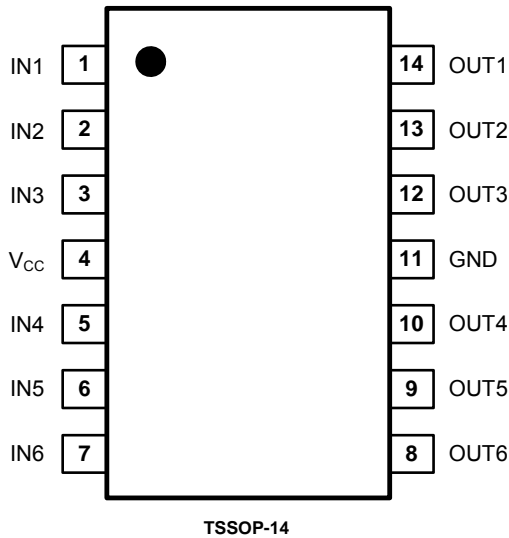 IN1 1 14 OUT1
IN2 2 13 OUT2
IN3 3 12 OUT3
VCC 4 11 GND
IN4 5 10 OUT4
IN5 6 9 OUT5
IN6 7 8 OUT6
TSSOP-14